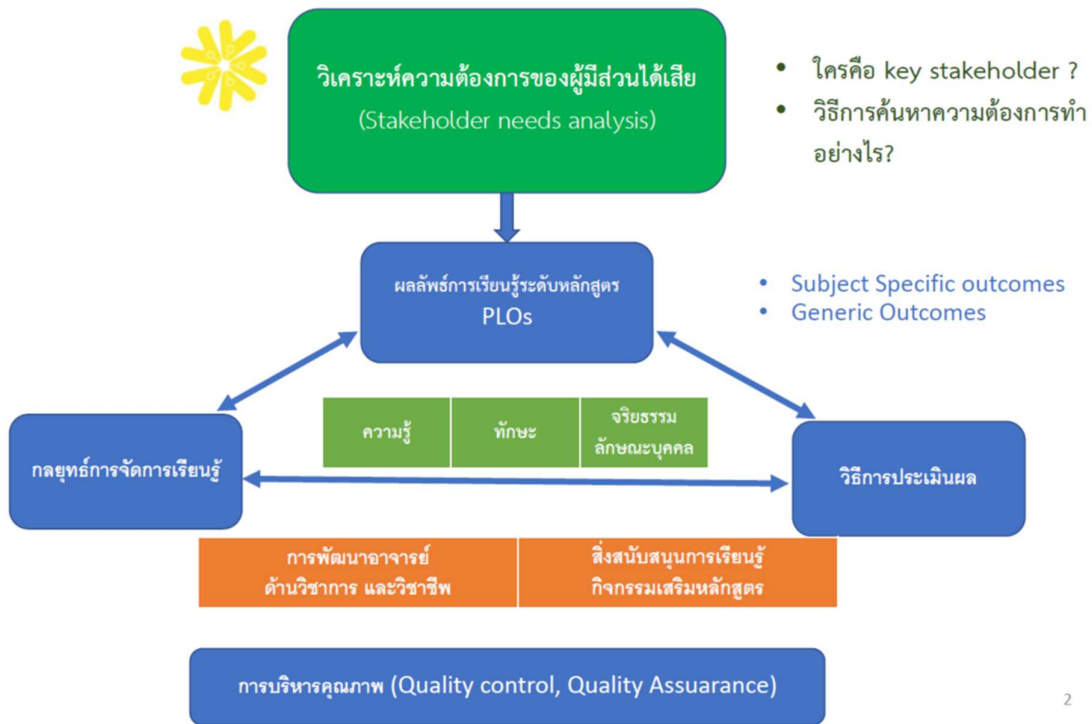 วิเคราะห์ความต้องการของผู้มีส่วนได้เสีย
(Stakeholder needs analysis)
• ใครคือ key stakeholder ?
• วิธีการค้นหาความต้องการทำ
อย่างไร?
ผลลัพธ์การเรียนรู้ระดับหลักสูตร
PLOs
• Subject Specific outcomes
• Generic Outcomes
ความรู้
ทักษะ
จริยธรรม
ลักษณะบุคคล
กลยุทธ์การจัดการเรียนรู้
วิธีการประเมินผล
การพัฒนาอาจารย์
ด้านวิชาการ และวิชาชีพ
สิ่งสนับสนุนการเรียนรู้
กิจกรรมเสริมหลักสูตร
การบริหารคุณภาพ (Quality control, Quality Assuarance)
2